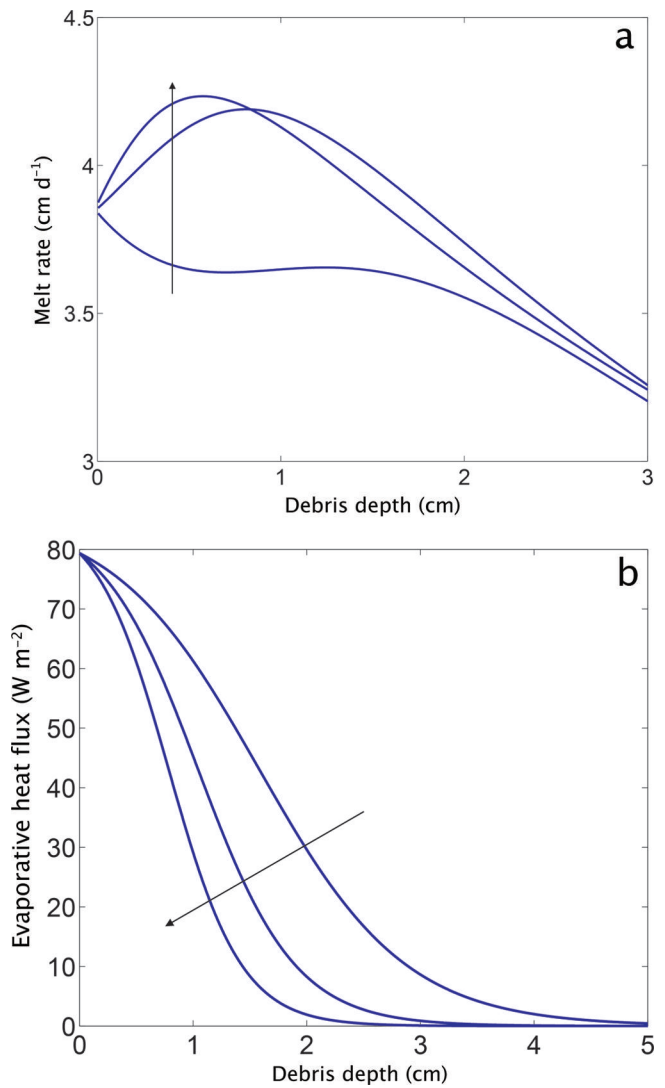 a
4.5
4
3.5
3
Melt rate (cm d⁻¹)
0 1 2 3
Debris depth (cm)
b
80
70
60
50
40
30
20
10
0
Evaporative heat flux (W m⁻²)
0 1 2 3 4 5
Debris depth (cm)